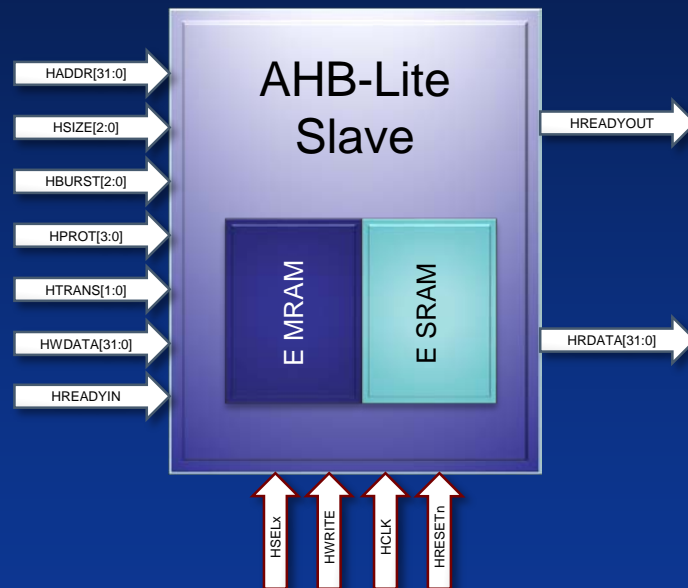 AHB-Lite
Slave
HADDR[31:0]
HSIZE[2:0]
HBURST[2:0]
HPROT[3:0]
HTRANS[1:0]
HWDATA[31:0]
HREADYIN
E MRAM
E SRAM
HREADYOUT
HRDATA[31:0]
HSELx
HWRITE
HCLK
HRESETn